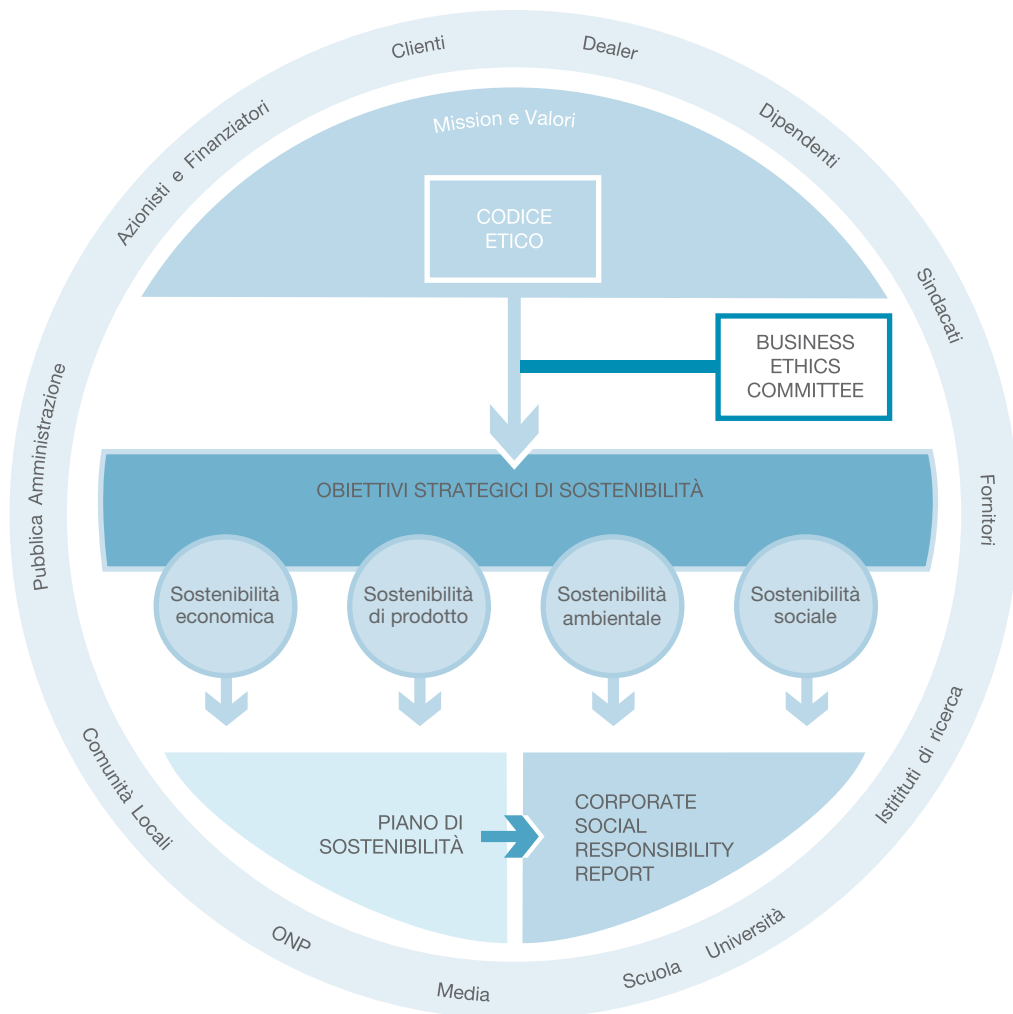 Clienti
Dealer
Dipendenti
Sindacati
Fornitori
Istitituti di ricerca
Scuola Università
Media
ONP
Comunità Locali
Pubblica Amministrazione
Azionisti e Finanziatori
Mission e Valori
CODICE
ETICO
BUSINESS
ETHICS
COMMITTEE
OBIETTIVI STRATEGICI DI SOSTENIBILITÀ
Sostenibilità
economica
Sostenibilità
di prodotto
Sostenibilità
ambientale
Sostenibilità
sociale
PIANO DI
SOSTENIBILITÀ
CORPORATE
SOCIAL
RESPONSIBILITY
REPORT